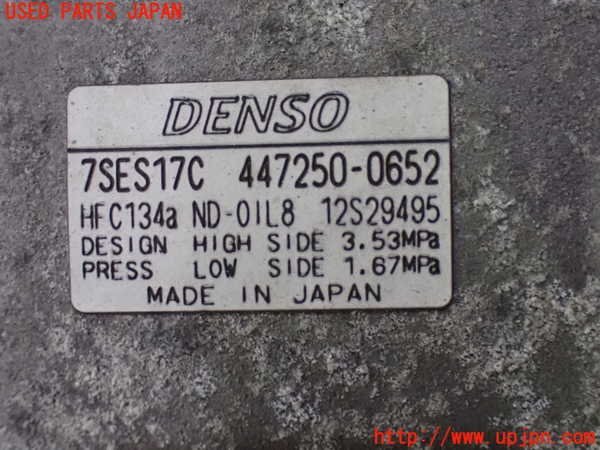 USED PARTS JAPAN
DENSO
7SES17C 447250-0652
HFC134a ND-OIL8 12S29495
DESIGN HIGH SIDE 3.53MPa
PRESS LOW SIDE 1.67MPa
MADE IN JAPAN
http://www.upjpn.com/